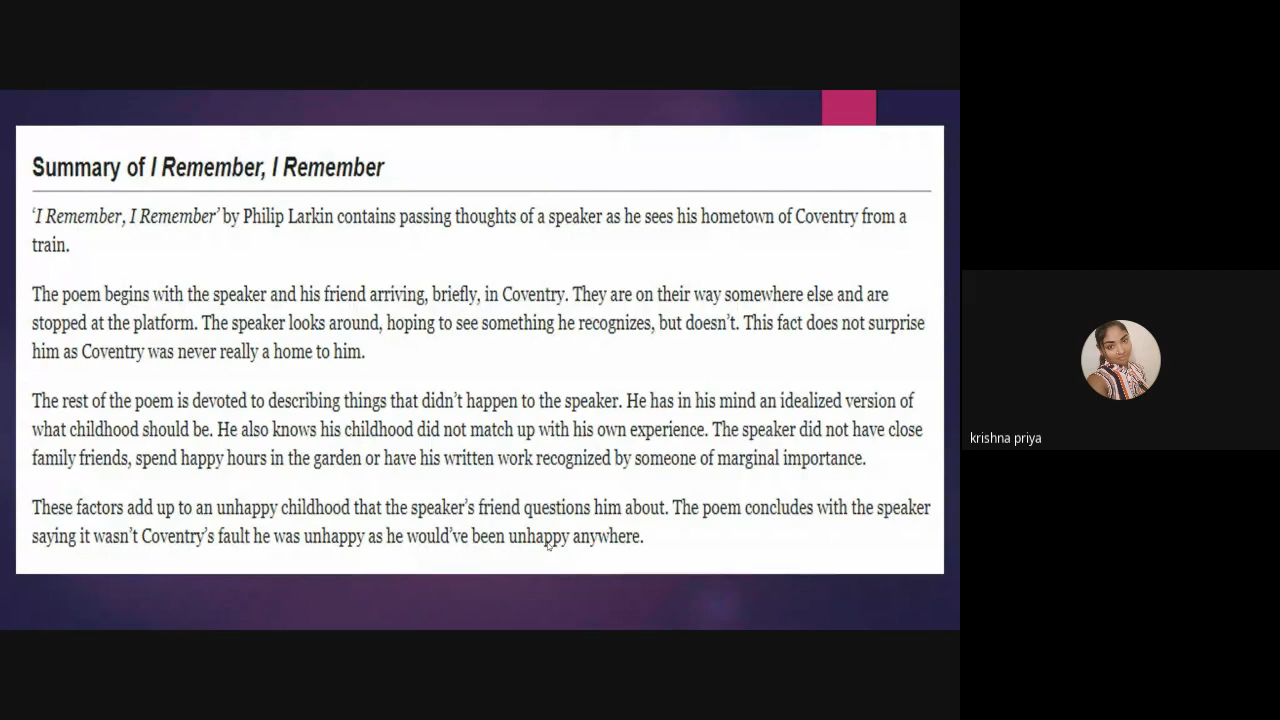 Summary of I Remember, I Remember
‘I Remember, I Remember’ by Philip Larkin contains passing thoughts of a speaker as he sees his hometown of Coventry from a
train.
The poem begins with the speaker and his friend arriving, briefly, in Coventry. They are on their way somewhere else and are
stopped at the platform. The speaker looks around, hoping to see something he recognizes, but doesn’t. This fact does not surprise
him as Coventry was never really a home to him.
The rest of the poem is devoted to describing things that didn’t happen to the speaker. He has in his mind an idealized version of
what childhood should be. He also knows his childhood did not match up with his own experience. The speaker did not have close
family friends, spend happy hours in the garden or have his written work recognized by someone of marginal importance.
These factors add up to an unhappy childhood that the speaker’s friend questions him about. The poem concludes with the speaker
saying it wasn’t Coventry’s fault he was unhappy as he would’ve been unhappy anywhere.
krishna priya